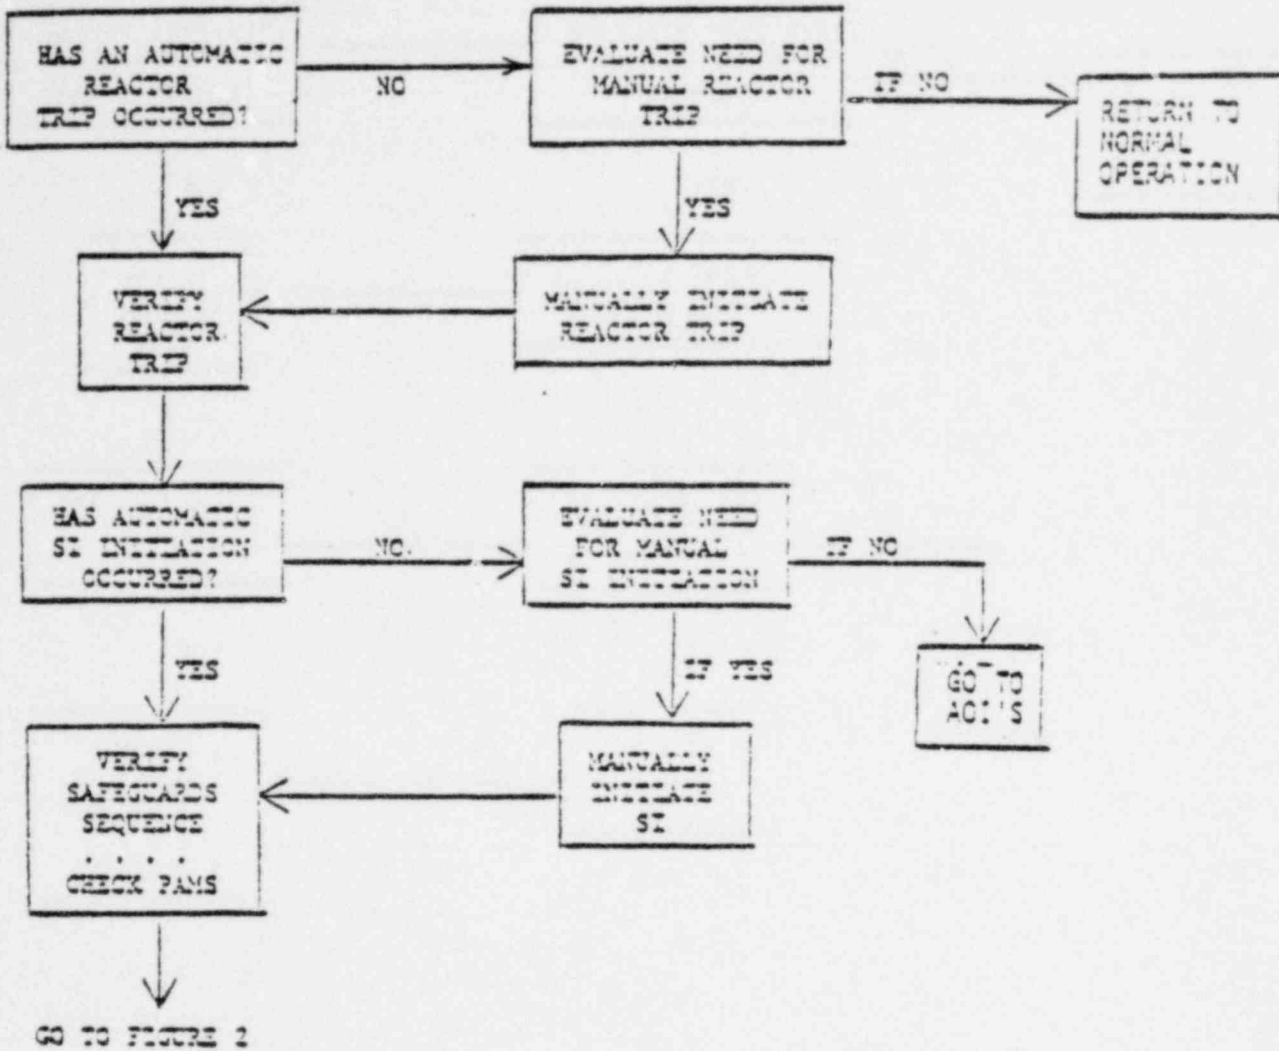 HAS AN AUTOMATIC
REACTOR
TRIP OCCURRED?
NO
EVALUATE NEED FOR
MANUAL REACTOR
TRIP
IF NO
RETURN TO
NORMAL
OPERATION
YES
YES
VERIFY
REACTOR
TRIP
MANUALLY INITIATE
REACTOR TRIP
HAS AUTOMATIC
SI INITIATION
OCCURRED?
NO
EVALUATE NEED
FOR MANUAL
SI INITIATION
IF NO
GO TO
AOI'S
YES
IF YES
VERIFY
SAFEGUARDS
SEQUENCE
. . . .
CHECK PAMS
MANUALLY
INITIATE
SI
GO TO FIGURE 2